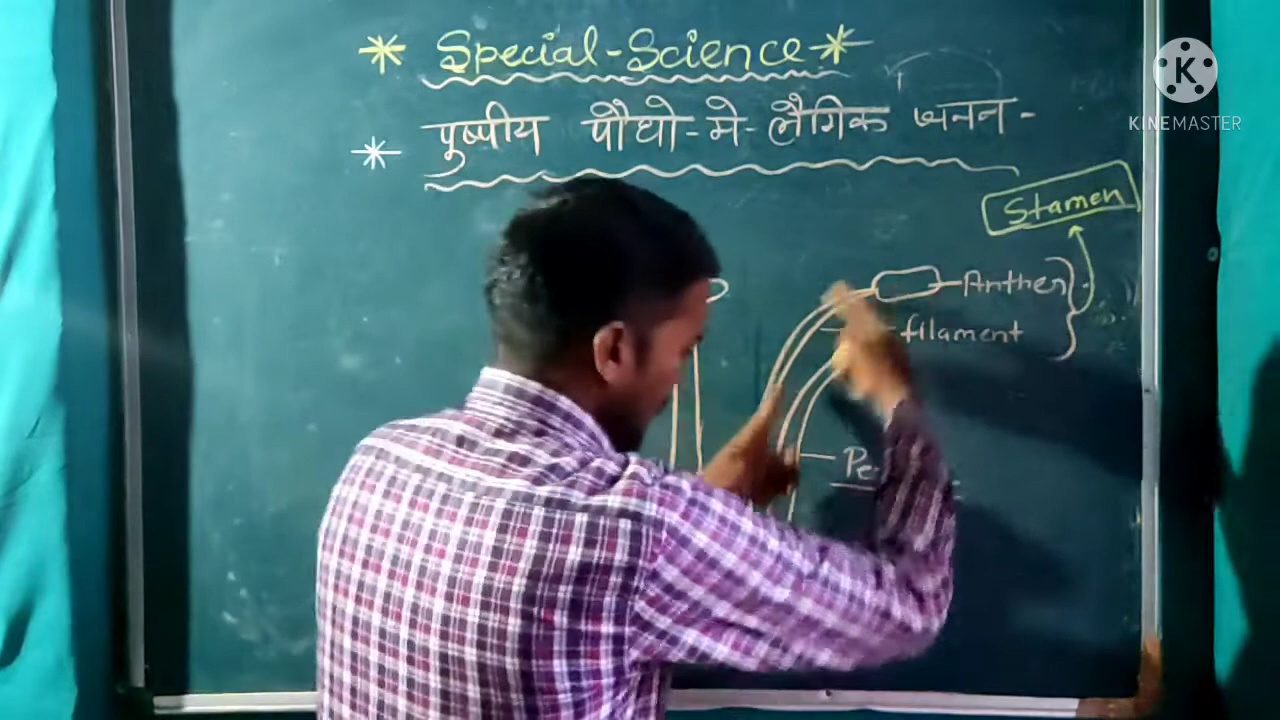 * Special-Science *
* पुष्पीय पौधो-मे-लैगिक जनन-
Stamen
Anther
filament
K
KINEMASTER